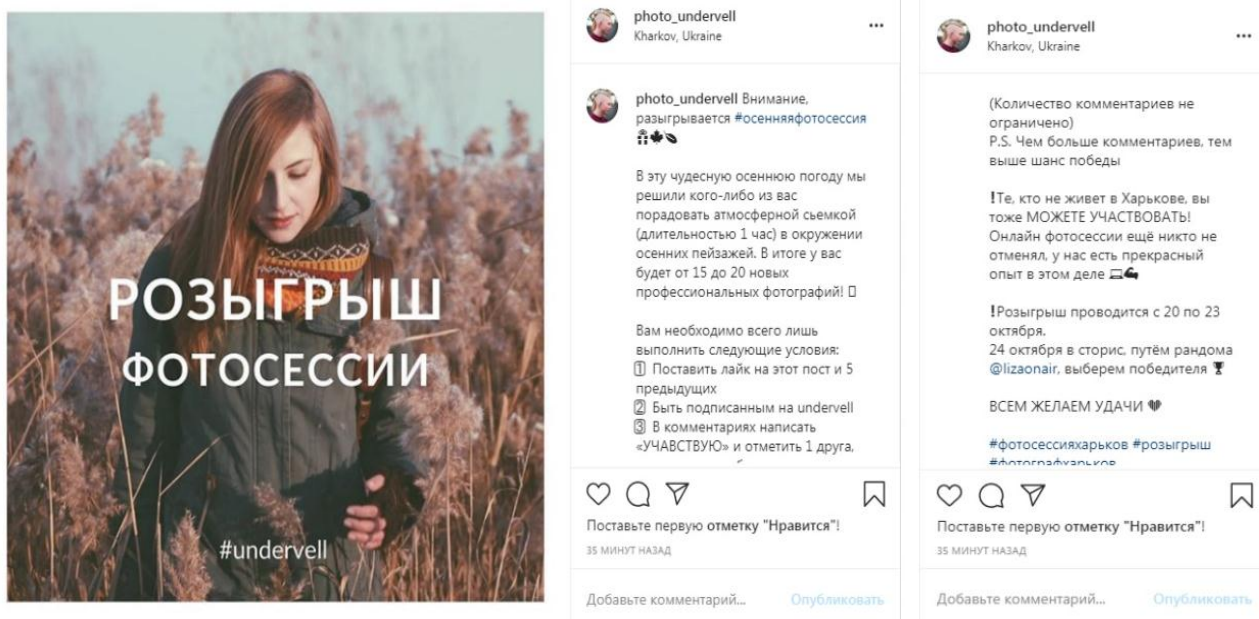 РОЗЫГРЫШ
ФОТОСЕССИИ
#undervell
photo_undervell
Kharkov, Ukraine
photo_undervell Внимание,
разыгрывается #осенняяфотосессия
В эту чудесную осеннюю погоду мы
решили кого-либо из вас
порадовать атмосферной сьемкой
(длительностью 1 час) в окружении
осенних пейзажей. В итоге у вас
будет от 15 до 20 новых
профессиональных фотографий!
Вам необходимо всего лишь
выполнить следующие условия:
1 Поставить лайк на этот пост и 5
предыдущих
2 Быть подписанным на undervell
3 В комментариях написать
«УЧАВСТВУЮ» и отметить 1 друга,
Поставьте первую отметку "Нравится"!
35 МИНУТ НАЗАД
Добавьте комментарий... Опубликовать
photo_undervell
Kharkov, Ukraine
(Количество комментариев не
ограничено)
P.S. Чем больше комментариев, тем
выше шанс победы
!Те, кто не живет в Харькове, вы
тоже МОЖЕТЕ УЧАСТВОВАТЬ!
Онлайн фотосессии ещё никто не
отменял, у нас есть прекрасный
опыт в этом деле
!Розыгрыш проводится с 20 по 23
октября.
24 октября в сторис, путём рандома
@lizaonair, выберем победителя
ВСЕМ ЖЕЛАЕМ УДАЧИ
#фотосессияхарьков #розыгрыш
#фотографхарьков
Поставьте первую отметку "Нравится"!
35 МИНУТ НАЗАД
Добавьте комментарий... Опубликовать